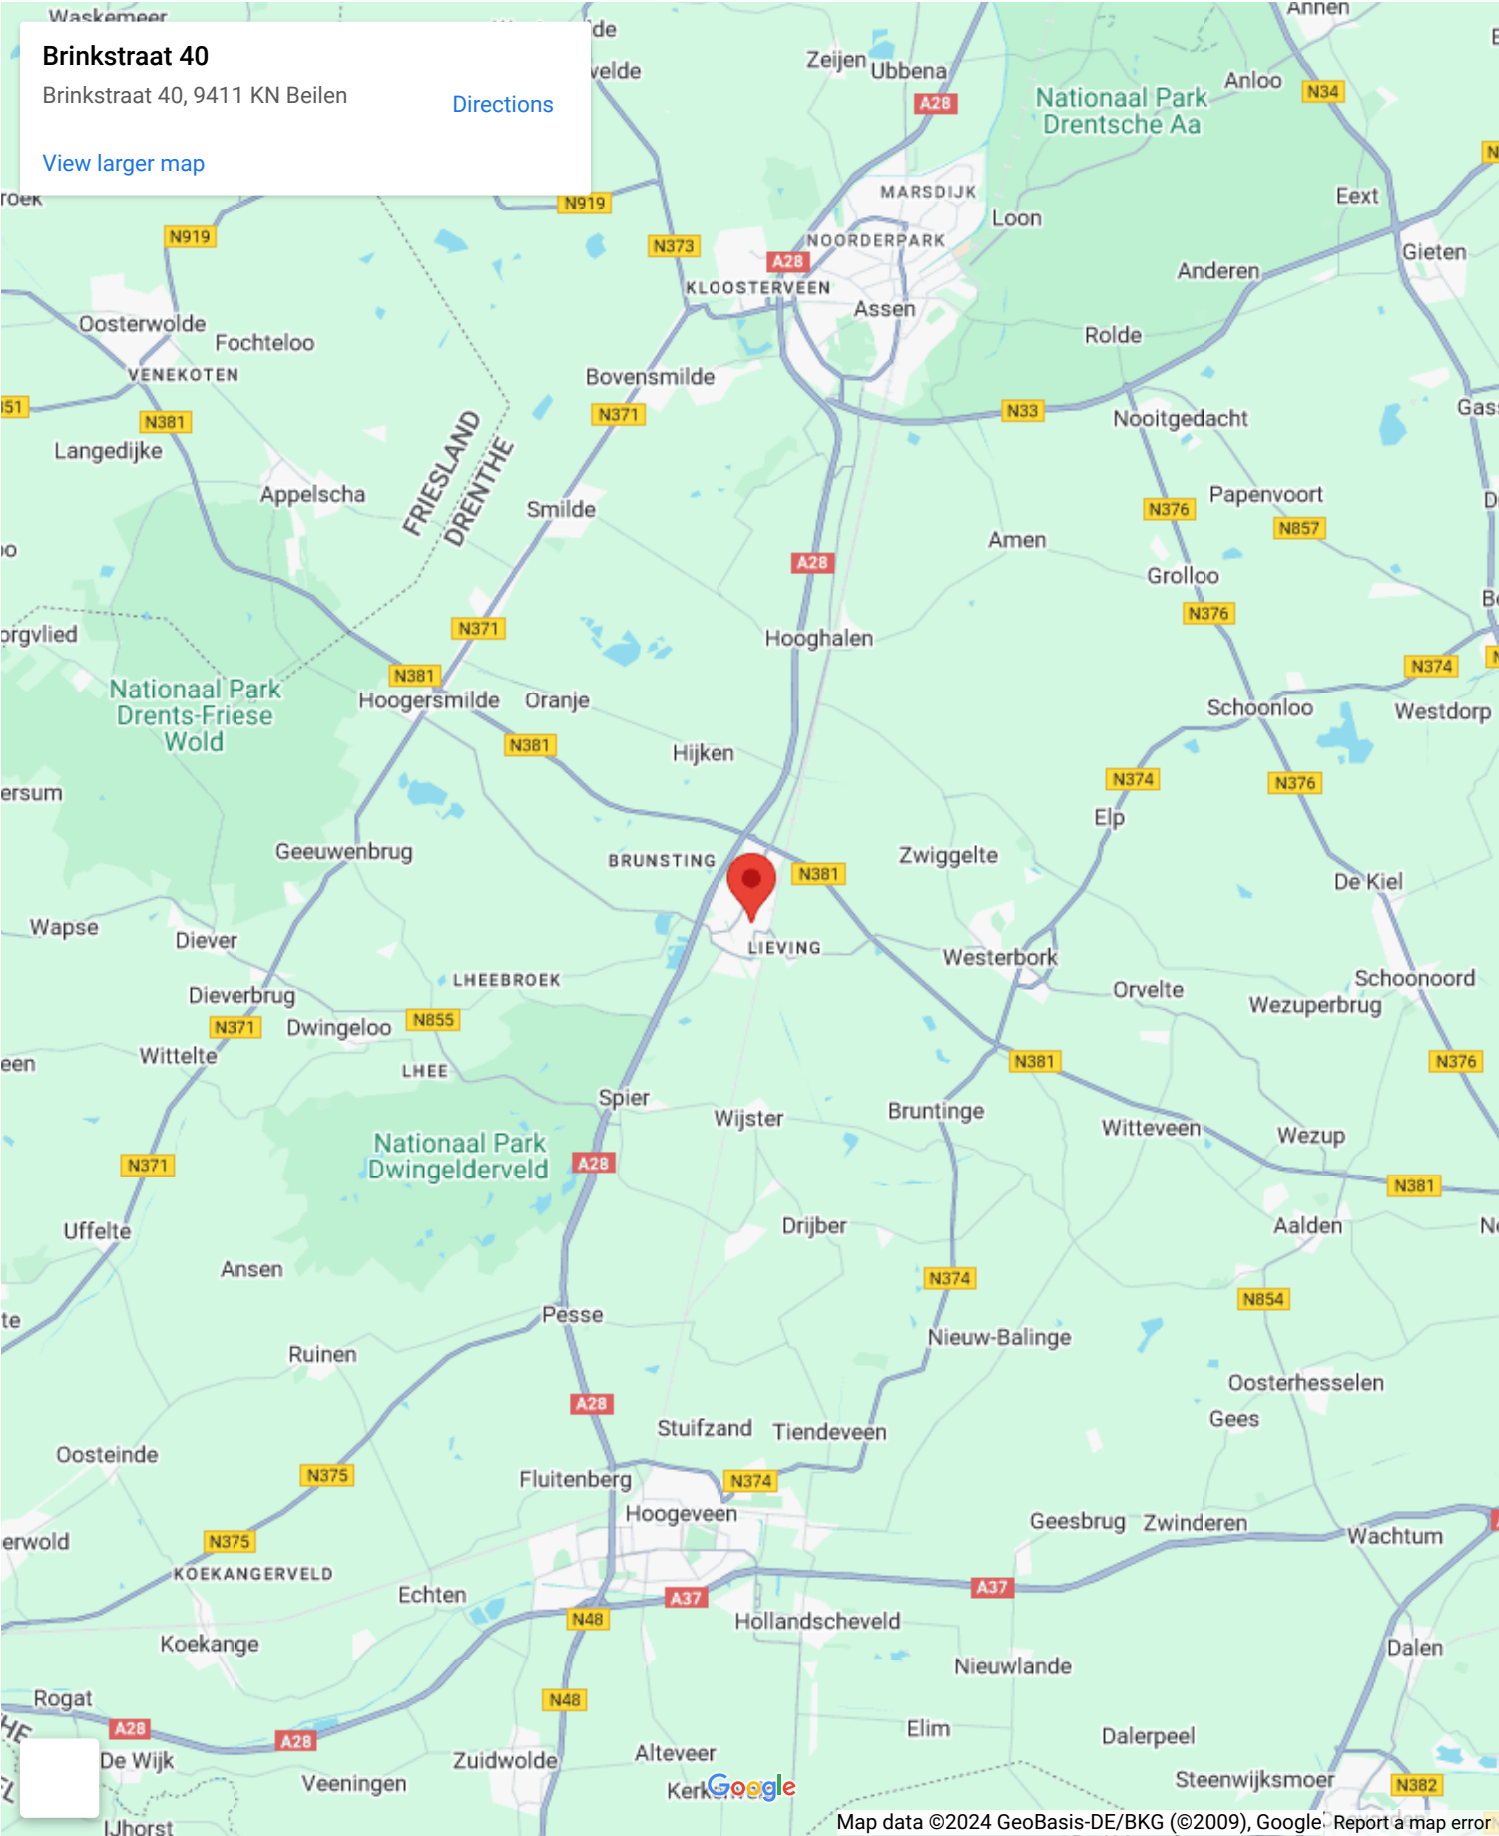 Waskemeer
Brinkstraat 40
Brinkstraat 40, 9411 KN Beilen
Directions
View larger map
Annen
Zeijen
Ubbena
A28
Nationaal Park
Drentsche Aa
Anloo
N34
MARSDIJK
Loon
Eext
N919
N919
N373
NOORDERPARK
A28
KLOOSTERVEEN
Assen
Anderen
Gieten
Oosterwolde
Fochteloo
VENEKOTEN
Rolde
Bovensmilde
N371
N33
Nooitgedacht
N381
Langedijke
FRIESLAND
DRENTHE
Appelscha
Smilde
N376
Papenvoort
N857
Amen
A28
Grolloo
N376
N371
Hooghalen
N374
N381
Nationaal Park
Drents-Friese
Wold
Hoogersmilde
Oranje
Schoonloo
Westdorp
N381
Hijken
N374
N376
Elp
Geeuwenbrug
BRUNSTING
N381
Zwiggelte
De Kiel
Wapse
Diever
LIEVING
Westerbork
LHEEBROEK
Schoonoord
Dieverbrug
Orvelte
Wezuperbrug
N371
Dwingeloo
N855
Wittelte
LHEE
N381
N376
Spier
Wijster
Bruntinge
Witteveen
Wezup
Nationaal Park
Dwingelderveld
N371
A28
N381
Uffelte
Drijber
Aalden
Ansen
N374
N854
Pesse
Nieuw-Balinge
Ruinen
Oosterhesselen
A28
Gees
Stuifzand
Tiendeveen
Oosteinde
N375
Fluitenberg
N374
Hoogeveen
Geesbrug
Zwinderen
Wachtum
N375
KOEKANGERVELD
Echten
A37
A37
N48
Hollandscheveld
Koekange
Dalen
Nieuwlande
Rogat
N48
A28
A28
Elim
Dalerpeel
De Wijk
Zuidwolde
Alteveer
Veeningen
Google
Steenwijksmoer
N382
IJhorst
Map data ©2024 GeoBasis-DE/BKG (©2009), Google
Report a map error